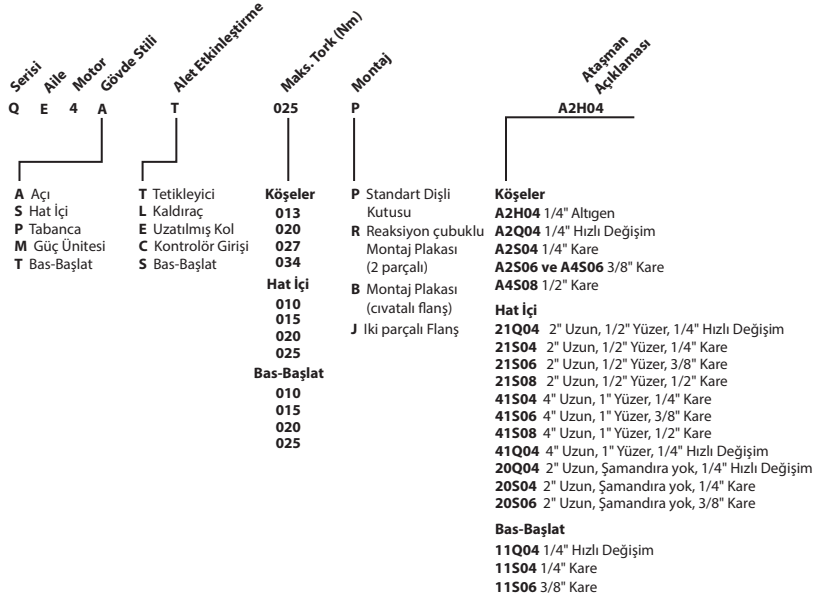 Serisi
Aile
Motor
Gövde Stili
Alet Etkinleştirme
Maks. Tork (Nm)
Montaj
Ataşman
Açıklaması
Q E 4 A T 025 P A2H04
A Açı
S Hat İçi
P Tabanca
M Güç Ünitesi
T Bas-Başlat
T Tetikleyici
L Kaldıraç
E Uzatılmış Kol
C Kontrolör Girişi
S Bas-Başlat
Köşeler
013
020
027
034
Hat İçi
010
015
020
025
Bas-Başlat
010
015
020
025
P Standart Dişli
Kutusu
R Reaksiyon çubuklu
Montaj Plakası
(2 parçalı)
B Montaj Plakası
(cıvatalı flanş)
J Iki parçalı Flanş
Köşeler
A2H04 1/4" Altıgen
A2Q04 1/4" Hızlı Değişim
A2S04 1/4" Kare
A2S06 ve A4S06 3/8" Kare
A4S08 1/2" Kare
Hat İçi
21Q04 2" Uzun, 1/2" Yüzer, 1/4" Hızlı Değişim
21S04 2" Uzun, 1/2" Yüzer, 1/4" Kare
21S06 2" Uzun, 1/2" Yüzer, 3/8" Kare
21S08 2" Uzun, 1/2" Yüzer, 1/2" Kare
41S04 4" Uzun, 1" Yüzer, 1/4" Kare
41S06 4" Uzun, 1" Yüzer, 3/8" Kare
41S08 4" Uzun, 1" Yüzer, 1/2" Kare
41Q04 4" Uzun, 1" Yüzer, 1/4" Hızlı Değişim
20Q04 2" Uzun, Şamandıra yok, 1/4" Hızlı Değişim
20S04 2" Uzun, Şamandıra yok, 1/4" Kare
20S06 2" Uzun, Şamandıra yok, 3/8" Kare
Bas-Başlat
11Q04 1/4" Hızlı Değişim
11S04 1/4" Kare
11S06 3/8" Kare